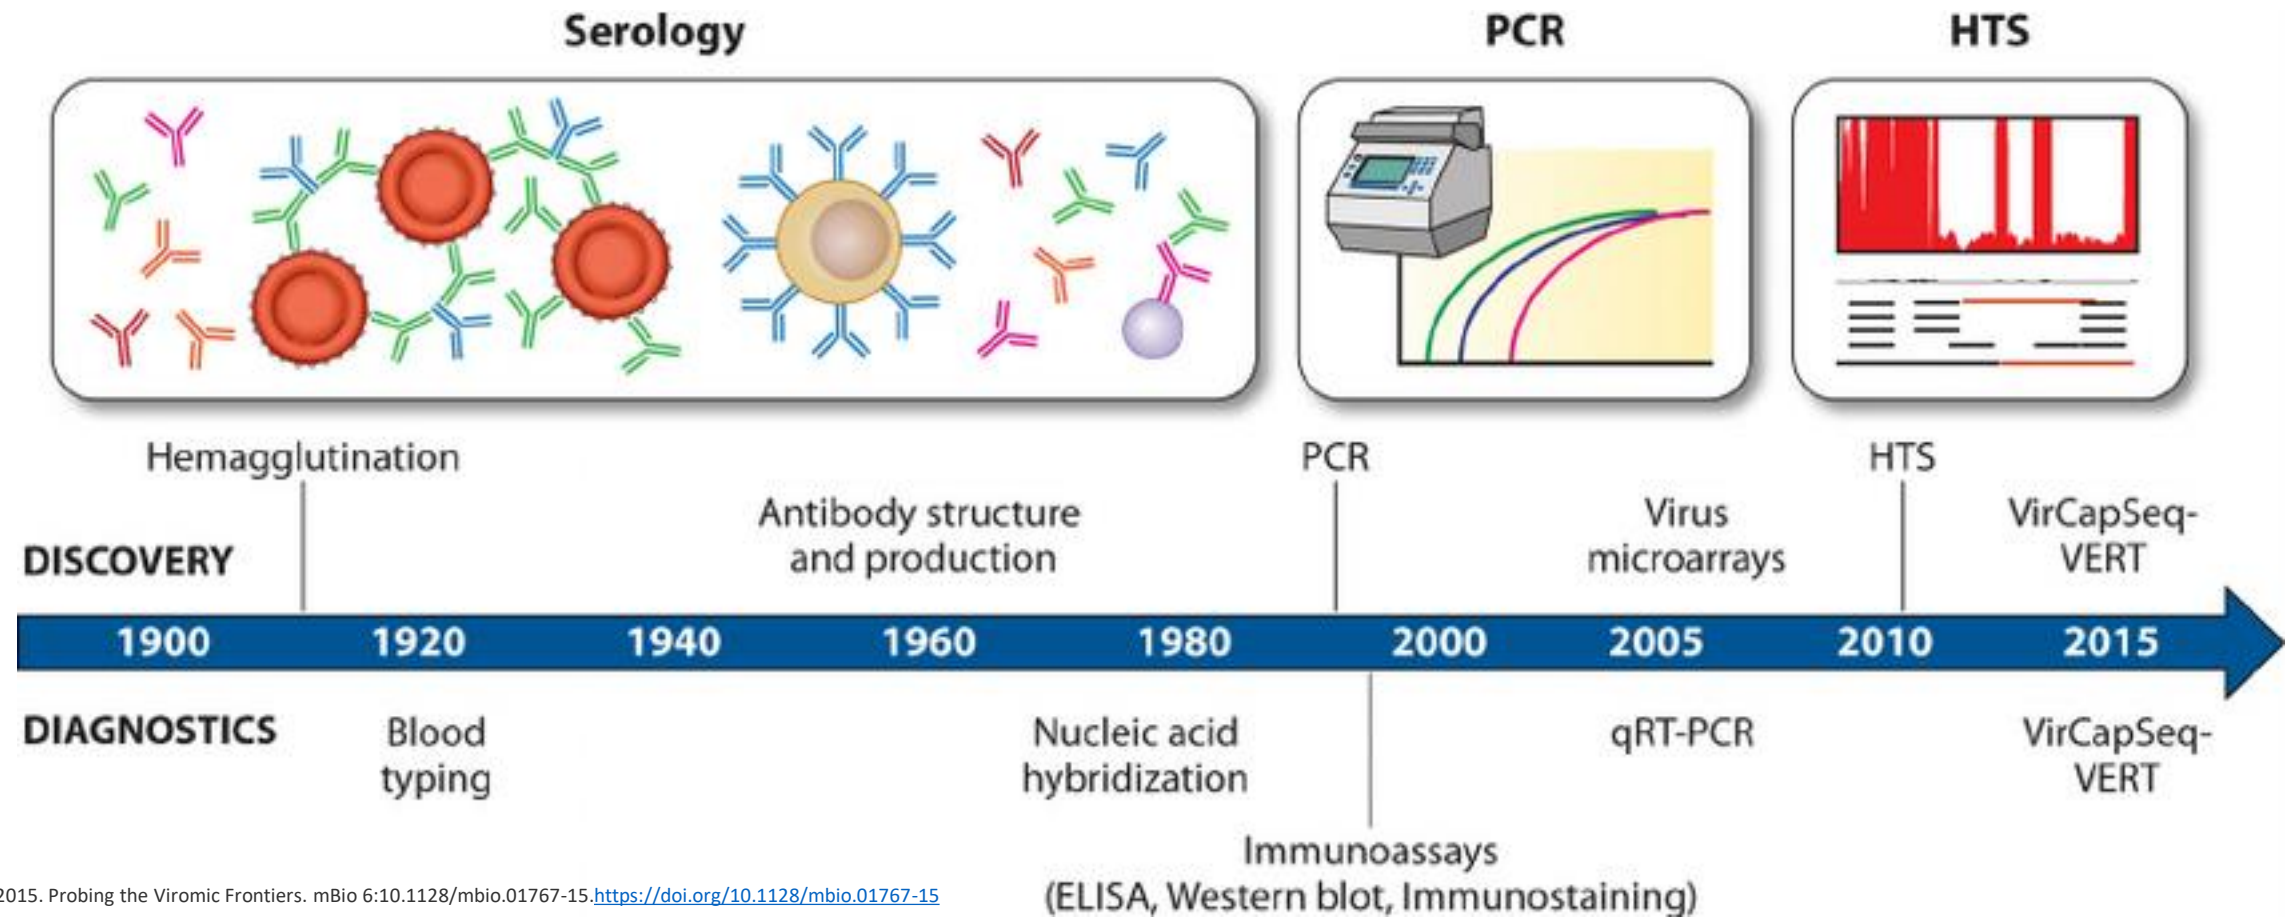 Serology PCR HTS
Hemagglutination PCR HTS
Antibody structure
and production
Virus
microarrays
VirCapSeq-
VERT
DISCOVERY
1900 1920 1940 1960 1980 2000 2005 2010 2015
DIAGNOSTICS
Blood
typing
Nucleic acid
hybridization
qRT-PCR
VirCapSeq-
VERT
Immunoassays
(ELISA, Western blot, Immunostaining)
2015. Probing the Viromic Frontiers. mBio 6:10.1128/mbio.01767-15.https://doi.org/10.1128/mbio.01767-15